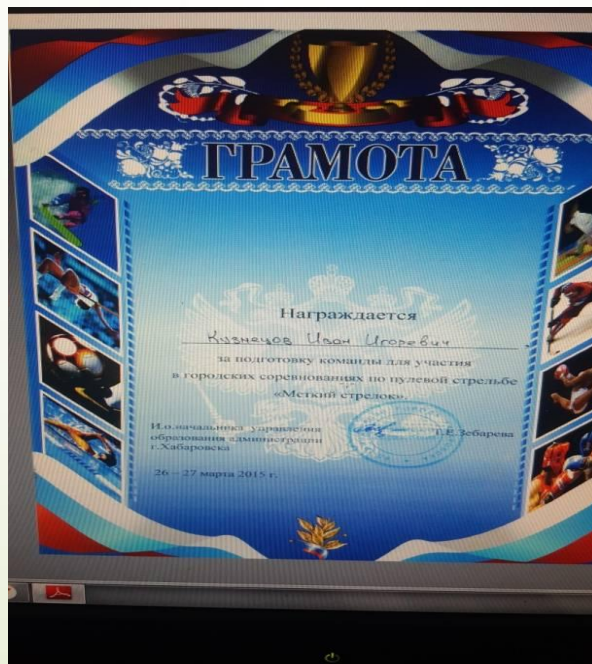 ГРАМОТА
Награждается
Кузнецов Иван Игоревич
за подготовку команды для участия
в городских соревнованиях по пулевой стрельбе
«Меткий стрелок».
И.о.начальника управления
образования администрации
г.Хабаровска
Т.Е.Зебарева
26 – 27 марта 2015 г.